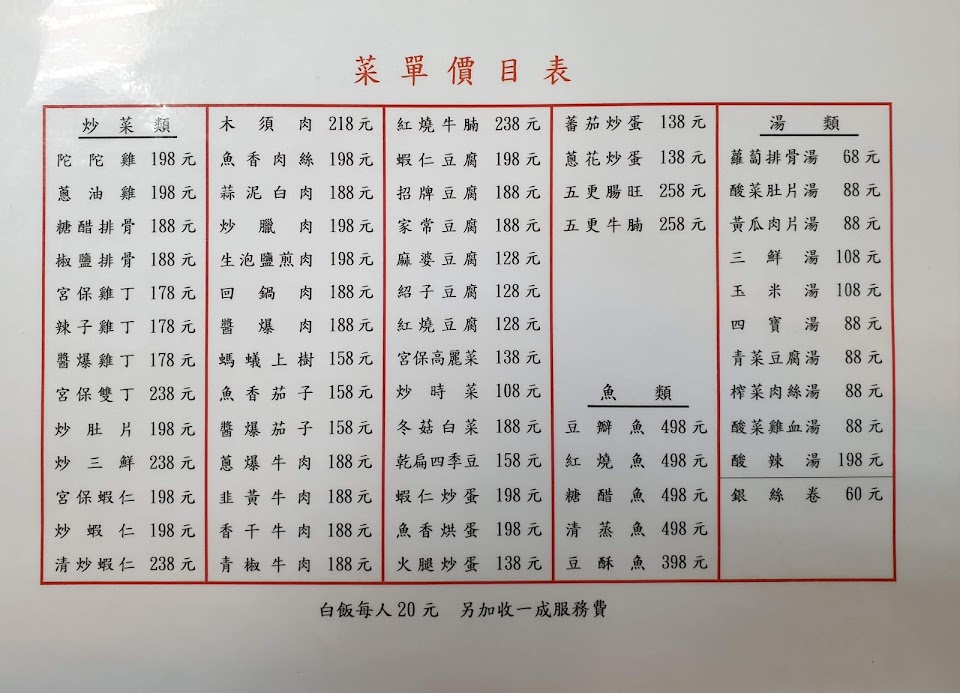 菜單價目表
炒菜類
陀陀雞 198元
蔥油雞 198元
糖醋排骨 188元
椒鹽排骨 188元
宮保雞丁 178元
辣子雞丁 178元
醬爆雞丁 178元
宮保雙丁 238元
炒肚片 198元
炒三鮮 238元
宮保蝦仁 198元
炒蝦仁 198元
清炒蝦仁 238元
木須肉 218元
魚香肉絲 198元
蒜泥白肉 188元
炒臘肉 198元
生泡鹽煎肉 198元
回鍋肉 188元
醬爆肉 188元
螞蟻上樹 158元
魚香茄子 158元
醬爆茄子 158元
蔥爆牛肉 188元
韭黃牛肉 188元
香干牛肉 188元
青椒牛肉 188元
紅燒牛腩 238元
蝦仁豆腐 198元
招牌豆腐 188元
家常豆腐 188元
麻婆豆腐 128元
紹子豆腐 128元
紅燒豆腐 128元
宮保高麗菜 138元
炒時菜 108元
冬菇白菜 188元
乾扁四季豆 158元
蝦仁炒蛋 198元
魚香烘蛋 198元
火腿炒蛋 138元
蕃茄炒蛋 138元
蔥花炒蛋 138元
五更腸旺 258元
五更牛腩 258元
魚類
豆瓣魚 498元
紅燒魚 498元
糖醋魚 498元
清蒸魚 498元
豆酥魚 398元
湯類
蘿蔔排骨湯 68元
酸菜肚片湯 88元
黃瓜肉片湯 88元
三鮮湯 108元
玉米湯 108元
四寶湯 88元
青菜豆腐湯 88元
榨菜肉絲湯 88元
酸菜雞血湯 88元
酸辣湯 198元
銀絲卷 60元
白飯每人20元 另加收一成服務費